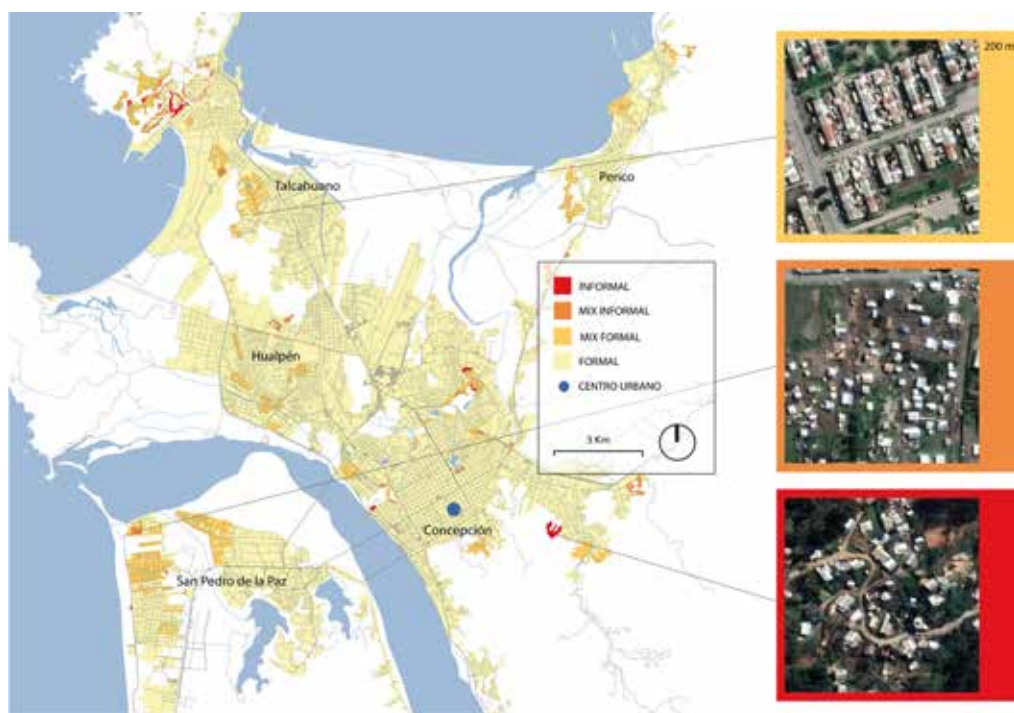 200 m
Talcahuano
Penco
INFORMAL
MIX INFORMAL
MIX FORMAL
FORMAL
CENTRO URBANO
3 Km
Hualpén
Concepción
San Pedro de la Paz